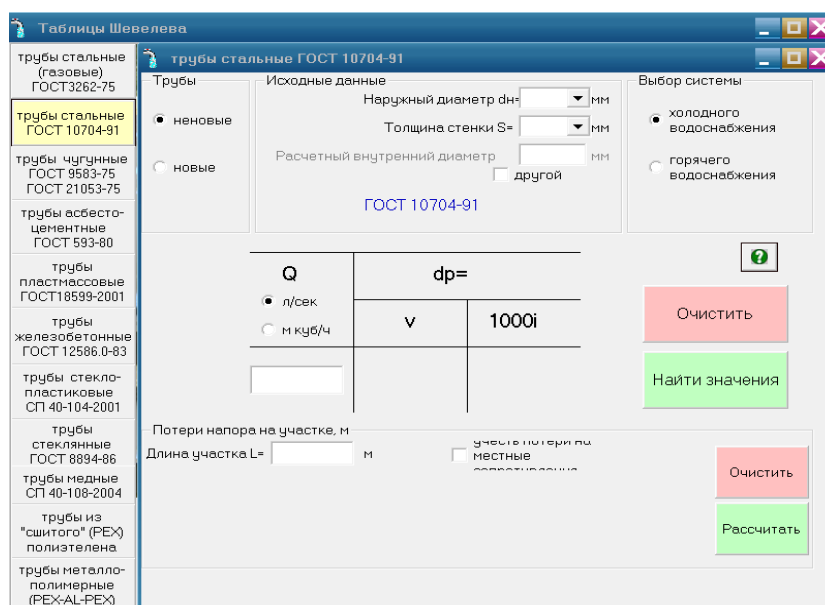 Таблицы Шевелева
трубы стальные
(газовые)
ГОСТ3262-75
трубы стальные
ГОСТ 10704-91
трубы чугунные
ГОСТ 9583-75
ГОСТ 21053-75
трубы асбесто-
цементные
ГОСТ 593-80
трубы
пластмассовые
ГОСТ18599-2001
трубы
железобетонные
ГОСТ 12586.0-83
трубы стекло-
пластиковые
СП 40-104-2001
трубы
стеклянные
ГОСТ 8894-86
трубы медные
СП 40-108-2004
трубы из
"сшитого" (PEX)
полиэтелена
трубы металло-
полимерные
(PEX-AL-PEX)
трубы стальные ГОСТ 10704-91
Трубы
неновые
новые
Исходные данные
Наружный диаметр dн= мм
Толщина стенки S= мм
Расчетный внутренний диаметр мм
другой
ГОСТ 10704-91
Выбор системы
холодного
водоснабжения
горячего
водоснабжения
?
Q dp=
л/сек
м куб/ч
v 1000i
Очистить
Найти значения
Потери напора на участке, м
Длина участка L= м
учесть потери на
местные
сопротивления
Очистить
Рассчитать